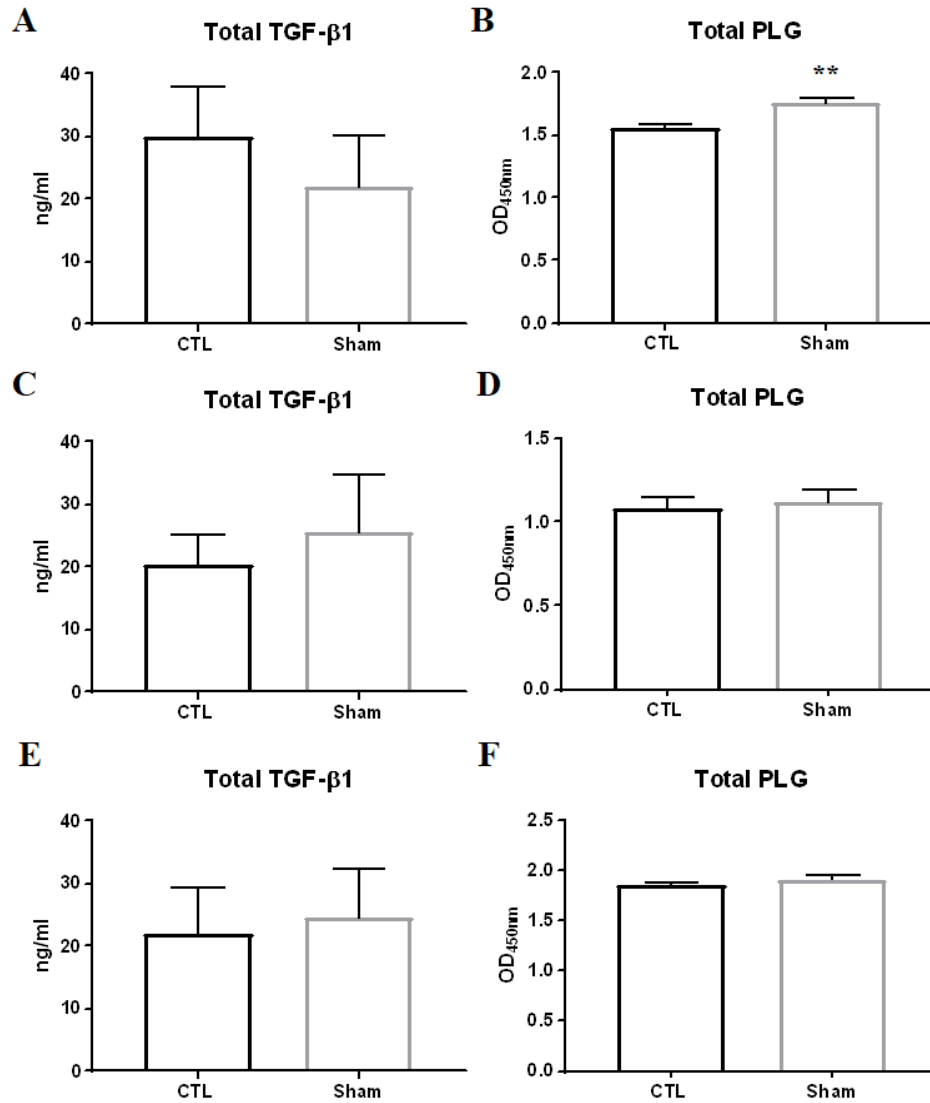 A
Total TGF-β1
40
30
20
10
0
ng/ml
CTL Sham
B
Total PLG
**
2.0
1.5
1.0
0.5
0.0
OD450nm
CTL Sham
C
Total TGF-β1
40
30
20
10
0
ng/ml
CTL Sham
D
Total PLG
1.5
1.0
0.5
0.0
OD450nm
CTL Sham
E
Total TGF-β1
40
30
20
10
0
ng/ml
CTL Sham
F
Total PLG
2.5
2.0
1.5
1.0
0.5
0.0
OD450nm
CTL Sham